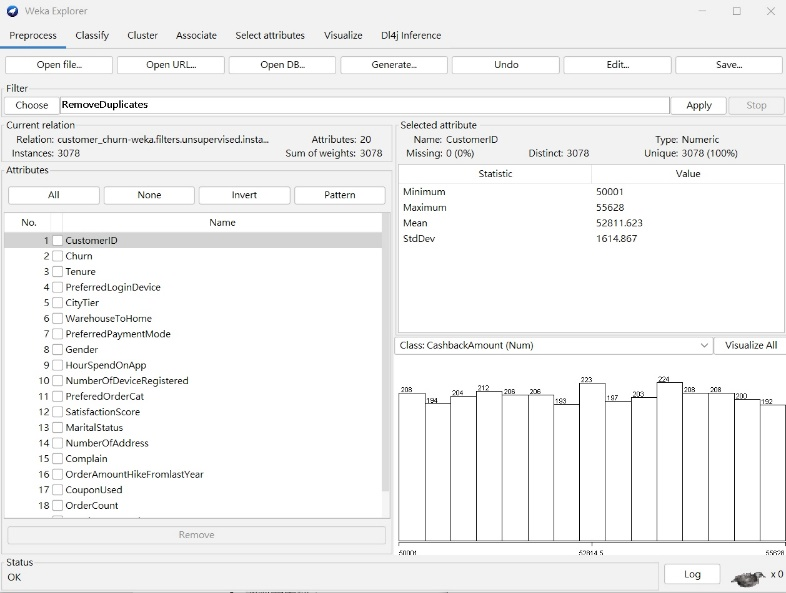 Weka Explorer
Preprocess Classify Cluster Associate Select attributes Visualize Dl4j Inference
Open file... Open URL... Open DB... Generate... Undo Edit... Save...
Filter
Choose RemoveDuplicates Apply Stop
Current relation
Relation: customer_churn-weka.filters.unsupervised.insta... Attributes: 20
Instances: 3078 Sum of weights: 3078
Attributes
All None Invert Pattern
No. Name
1 CustomerID
2 Churn
3 Tenure
4 PreferredLoginDevice
5 CityTier
6 WarehouseToHome
7 PreferredPaymentMode
8 Gender
9 HourSpendOnApp
10 NumberOfDeviceRegistered
11 PreferedOrderCat
12 SatisfactionScore
13 MaritalStatus
14 NumberOfAddress
15 Complain
16 OrderAmountHikeFromlastYear
17 CouponUsed
18 OrderCount
Remove
Selected attribute
Name: CustomerID Type: Numeric
Missing: 0 (0%) Distinct: 3078 Unique: 3078 (100%)
Statistic Value
Minimum 50001
Maximum 55628
Mean 52811.623
StdDev 1614.867
Class: CashbackAmount (Num) Visualize All
208 194 204 212 206 206 193 223 197 203 224 208 208 200 192
50001 52814.5 55628
Status
OK
Log x 0